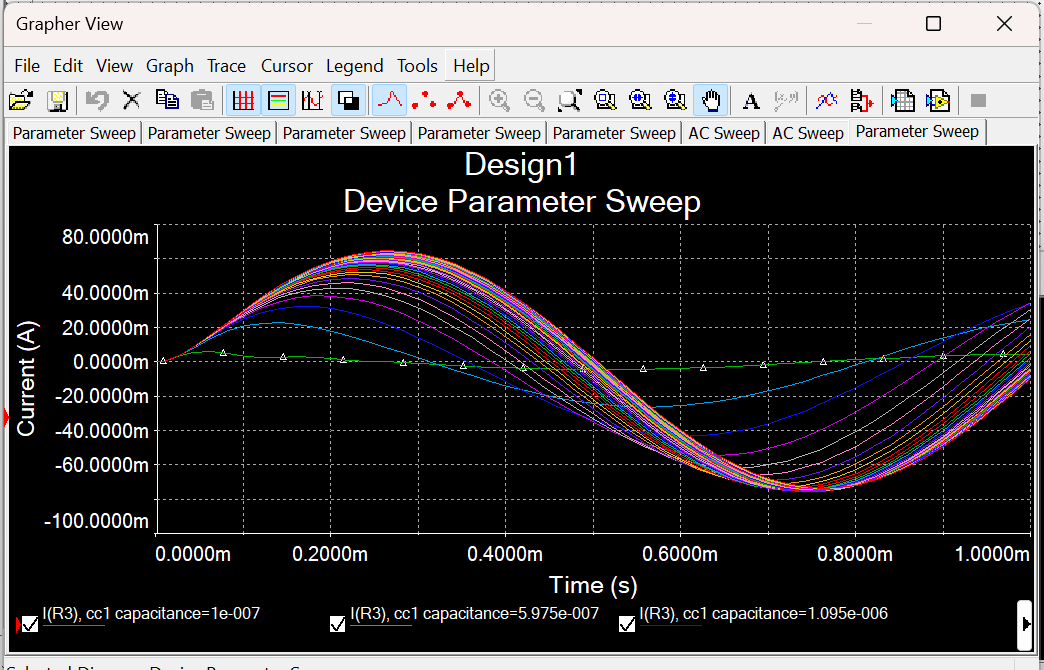 Grapher View
File Edit View Graph Trace Cursor Legend Tools Help
Parameter Sweep Parameter Sweep Parameter Sweep Parameter Sweep Parameter Sweep AC Sweep AC Sweep Parameter Sweep
Design1
Device Parameter Sweep
80.0000m
40.0000m
20.0000m
0.0000m
-20.0000m
-40.0000m
-60.0000m
-100.0000m
Current (A)
0.0000m 0.2000m 0.4000m 0.6000m 0.8000m 1.0000m
Time (s)
I(R3), cc1 capacitance=1e-007 I(R3), cc1 capacitance=5.975e-007 I(R3), cc1 capacitance=1.095e-006